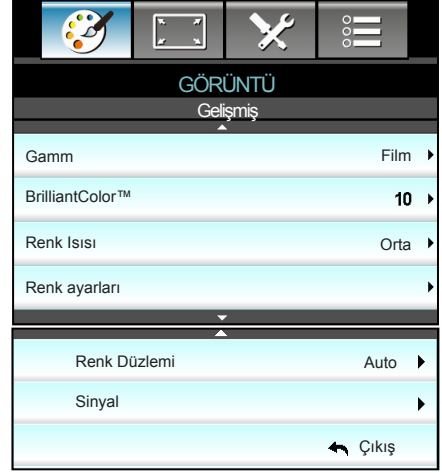 GÖRÜNTÜ
Gelişmiş
Gamm Film
BrilliantColor™ 10
Renk Isısı Orta
Renk ayarları
Renk Düzlemi Auto
Sinyal
Çıkış